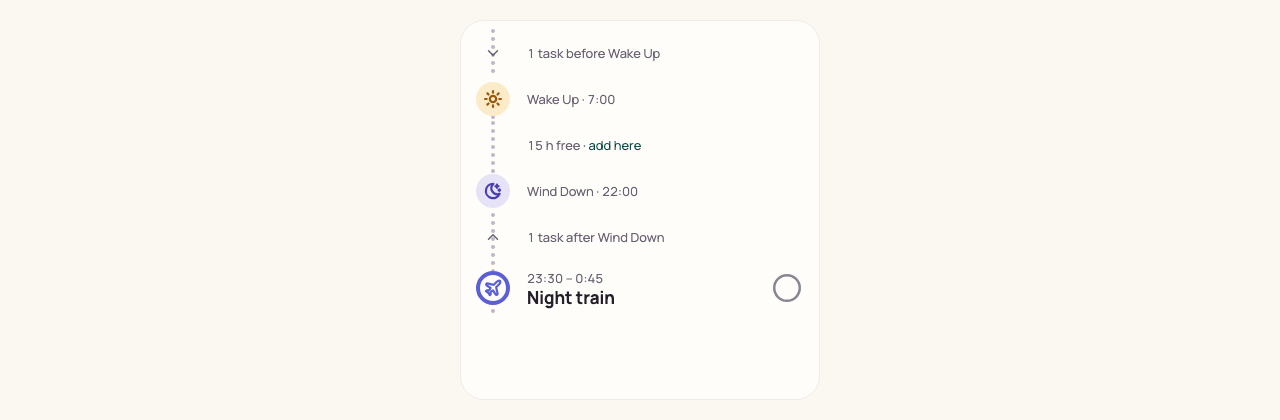 1 task before Wake Up
Wake Up · 7:00
15 h free · add here
Wind Down · 22:00
1 task after Wind Down
23:30 – 0:45
Night train